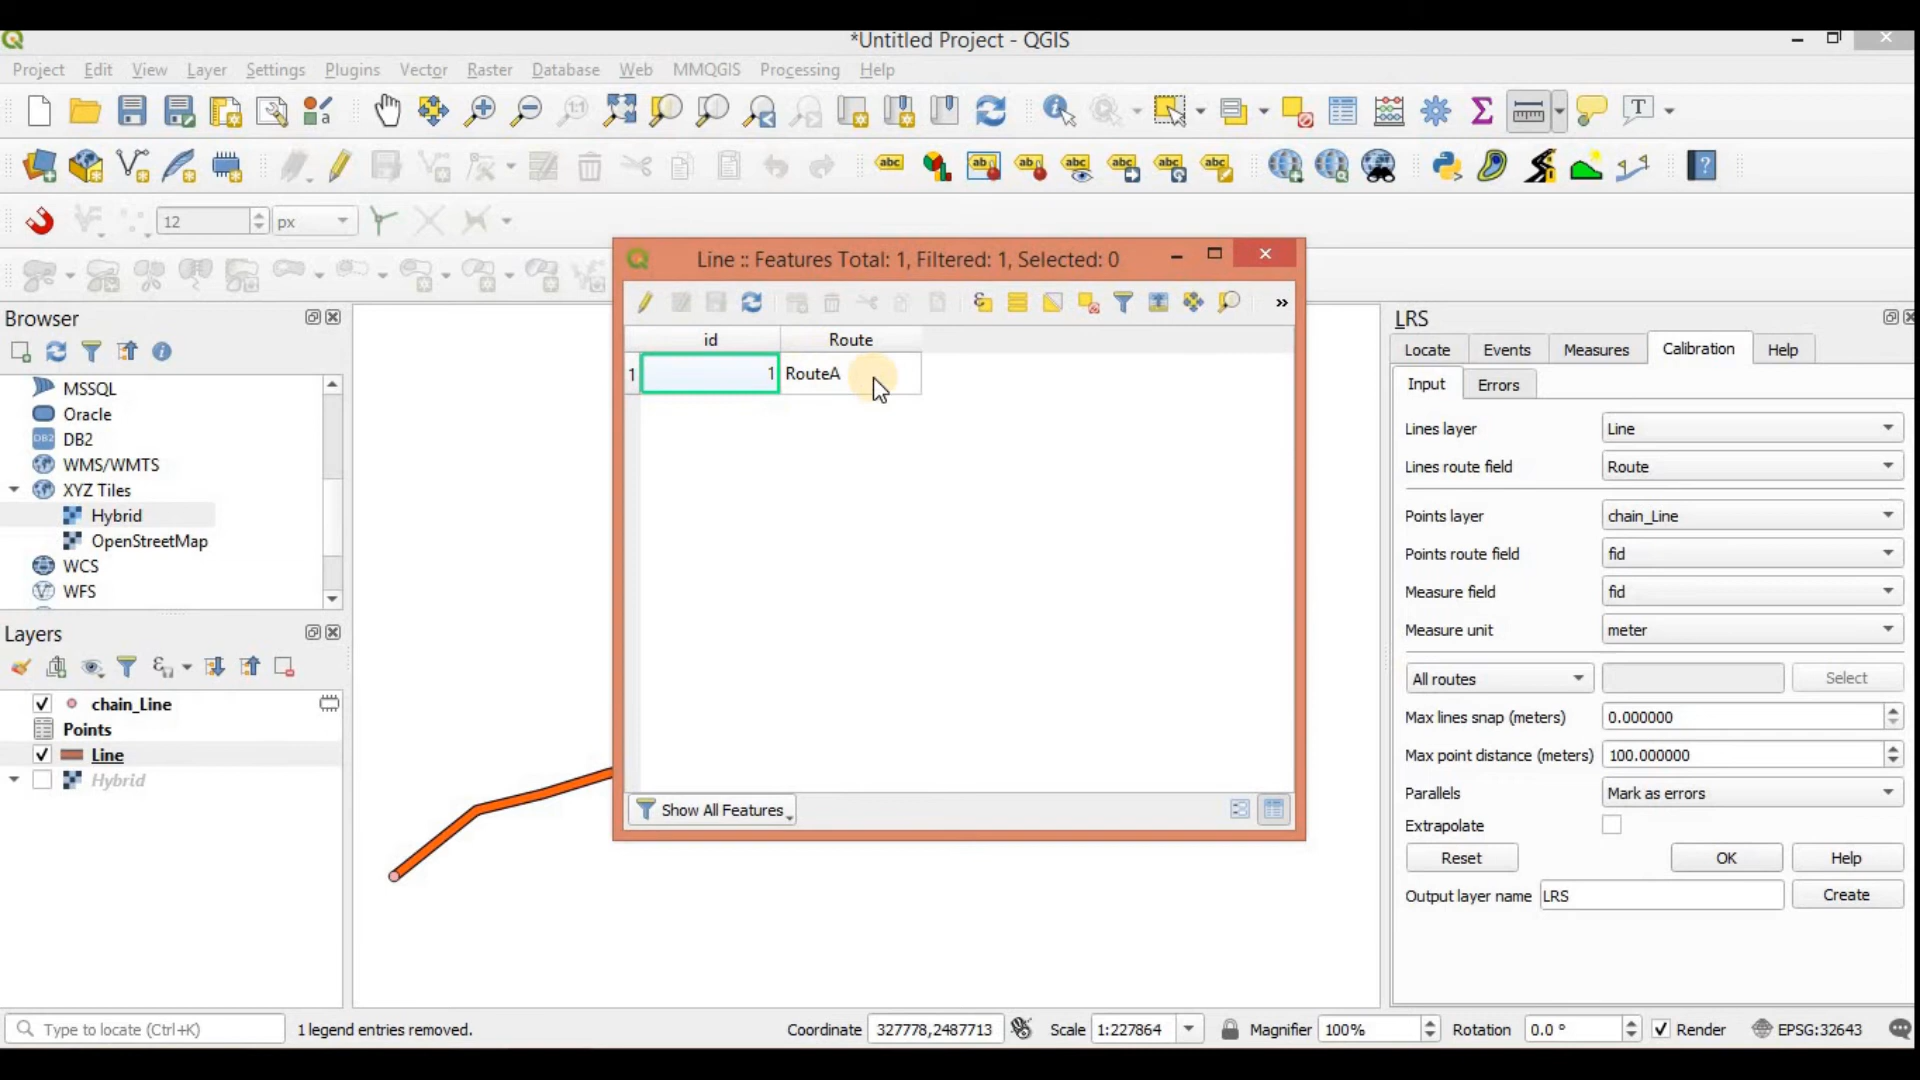 *Untitled Project - QGIS
Project Edit View Layer Settings Plugins Vector Raster Database Web MMQGIS Processing Help
12 px
Line :: Features Total: 1, Filtered: 1, Selected: 0
id Route
1 1 RouteA
Show All Features
Browser
MSSQL
Oracle
DB2
WMS/WMTS
XYZ Tiles
Hybrid
OpenStreetMap
WCS
WFS
Layers
chain_Line
Points
Line
Hybrid
LRS
Locate Events Measures Calibration Help
Input Errors
Lines layer Line
Lines route field Route
Points layer chain_Line
Points route field fid
Measure field fid
Measure unit meter
All routes Select
Max lines snap (meters) 0.000000
Max point distance (meters) 100.000000
Parallels Mark as errors
Extrapolate
Reset OK Help
Output layer name LRS Create
Type to locate (Ctrl+K) 1 legend entries removed. Coordinate 327778,2487713 Scale 1:227864 Magnifier 100% Rotation 0.0 ° Render EPSG:32643